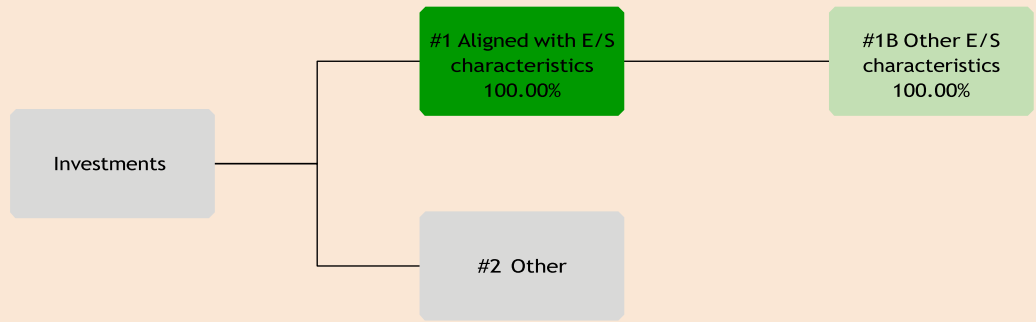 #1 Aligned with E/S
characteristics
100.00%
#1B Other E/S
characteristics
100.00%
Investments
#2 Other